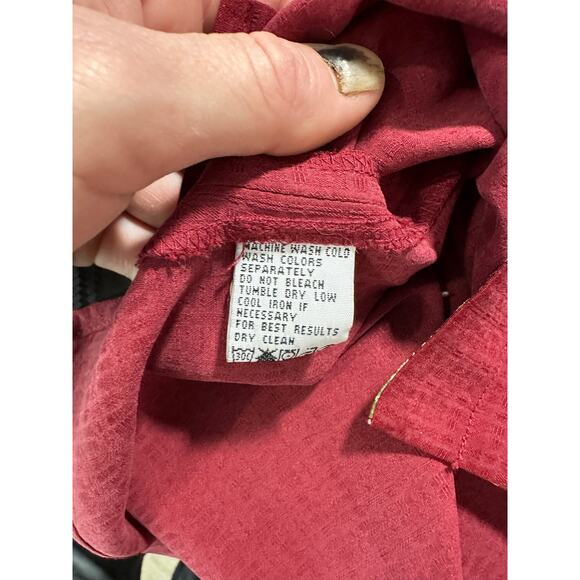 MACHINE WASH COLD
WASH COLORS
SEPARATELY
DO NOT BLEACH
TUMBLE DRY LOW
COOL IRON IF
NECESSARY
FOR BEST RESULTS
DRY CLEAN
30C